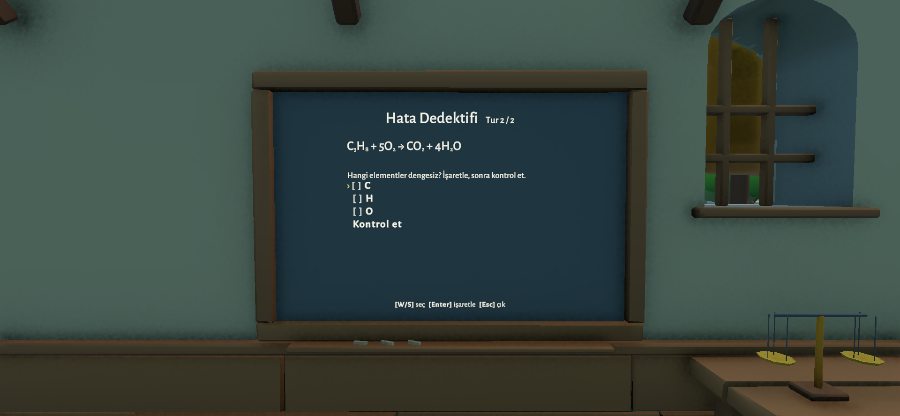 Hata Dedektifi Tur 2 / 2
C₃H₈ + 5O₂ → CO₂ + 4H₂O
Hangi elementler dengesiz? İşaretle, sonra kontrol et.
› [ ] C
[ ] H
[ ] O
Kontrol et
[W/S] seç [Enter] işaretle [Esc] çık